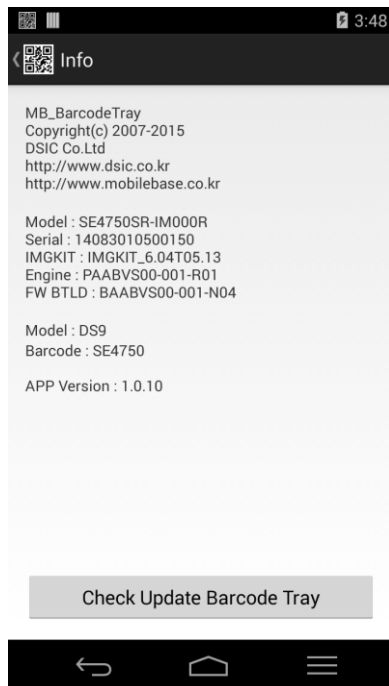 3:48
Info
MB_BarcodeTray
Copyright(c) 2007-2015
DSIC Co.Ltd
http://www.dsic.co.kr
http://www.mobilebase.co.kr
Model : SE4750SR-IM000R
Serial : 14083010500150
IMGKIT : IMGKIT_6.04T05.13
Engine : PAABVS00-001-R01
FW BTLD : BAABVS00-001-N04
Model : DS9
Barcode : SE4750
APP Version : 1.0.10
Check Update Barcode Tray